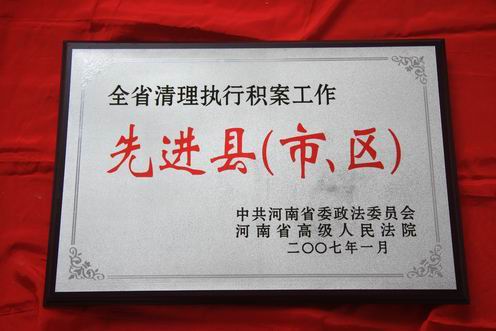 全省清理执行积案工作
先进县(市、区)
中共河南省委政法委员会
河南省高级人民法院
二〇〇七年一月